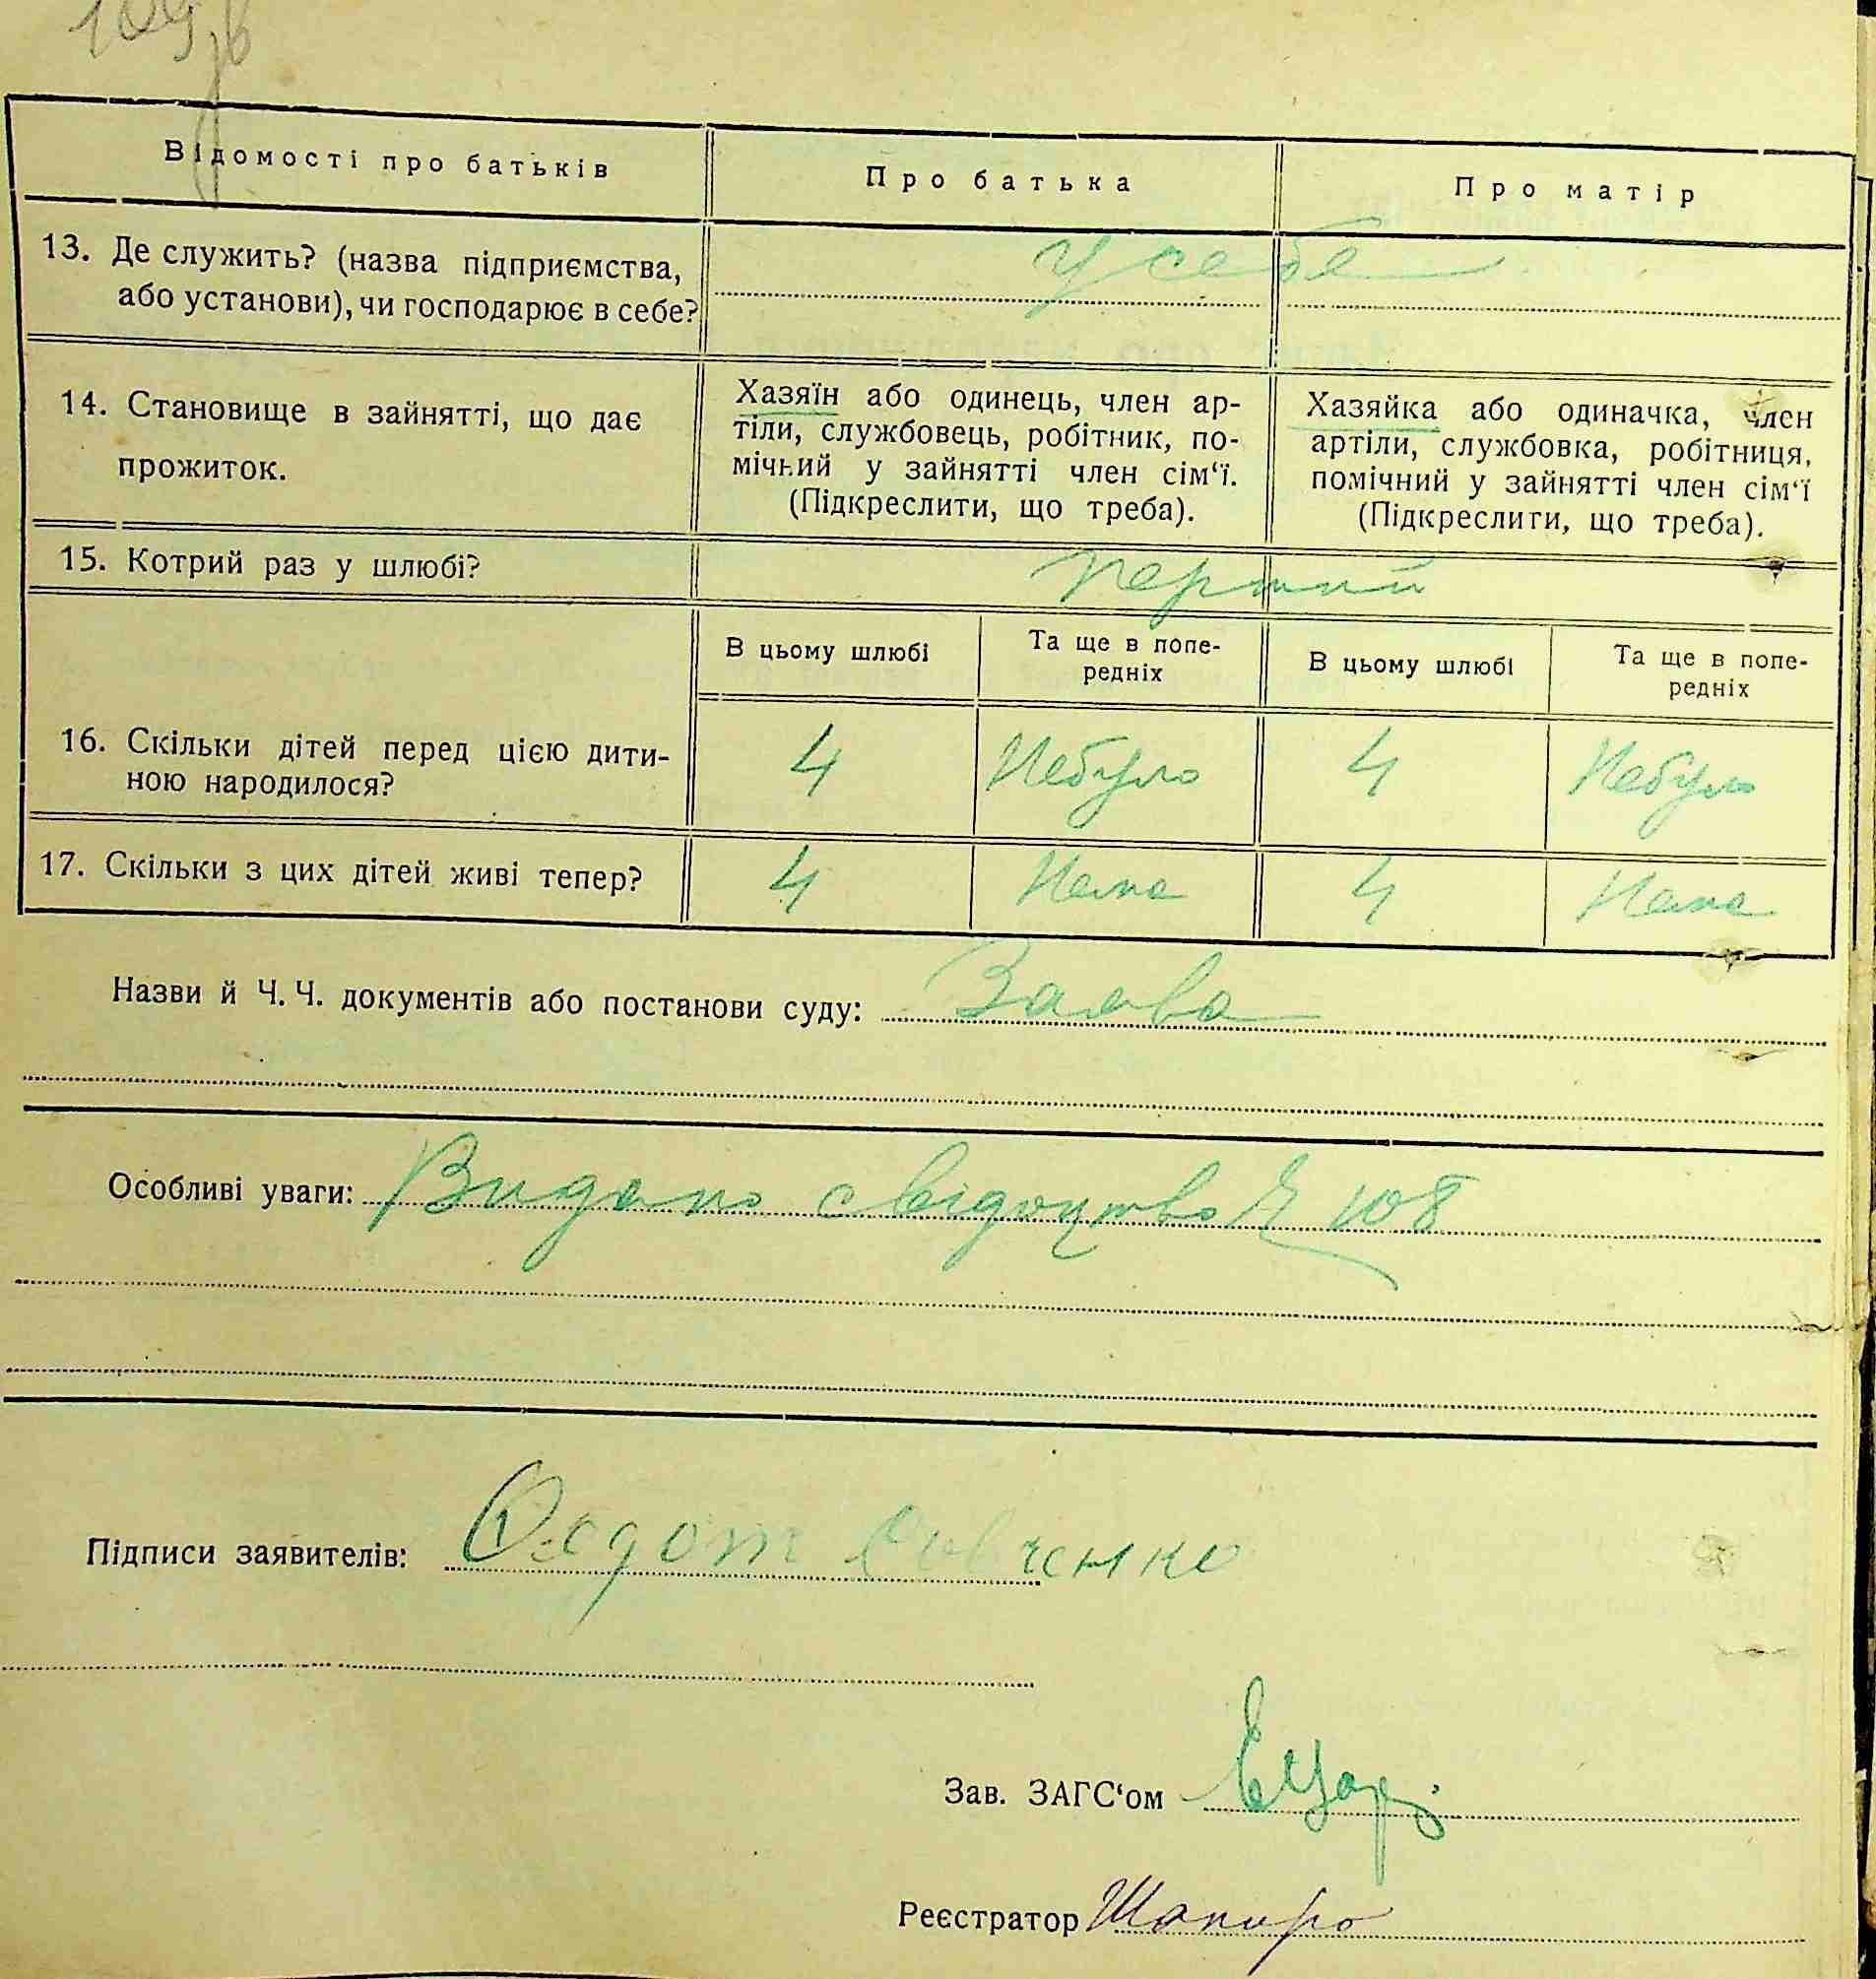 109
Відомості про батьків Про батька Про матір
13. Де служить? (назва підприємства, або установи), чи господарює в себе?
у себе
14. Становище в зайнятті, що дає прожиток.
Хазяїн або одинець, член ар-
тіли, службовець, робітник, по-
мічний у зайнятті член сім‘ї.
(Підкреслити, що треба).
Хазяйка або одиначка, член
артіли, службовка, робітниця,
помічний у зайнятті член сім‘ї
(Підкреслити, що треба).
15. Котрий раз у шлюбі? перший
В цьому шлюбі Та ще в попе-
редніх В цьому шлюбі Та ще в попе-
редніх
16. Скільки дітей перед цією дити-
ною народилося? 4 Небуло 4 Небуло
17. Скільки з цих дітей живі тепер? 4 Нема 4 Нема
Назви й Ч. Ч. документів або постанови суду: Заява
Особливі уваги: Видано свідоцтво № 108
Підписи заявителів:
Зав. ЗАГС‘ом
Реєстратор Шапиро